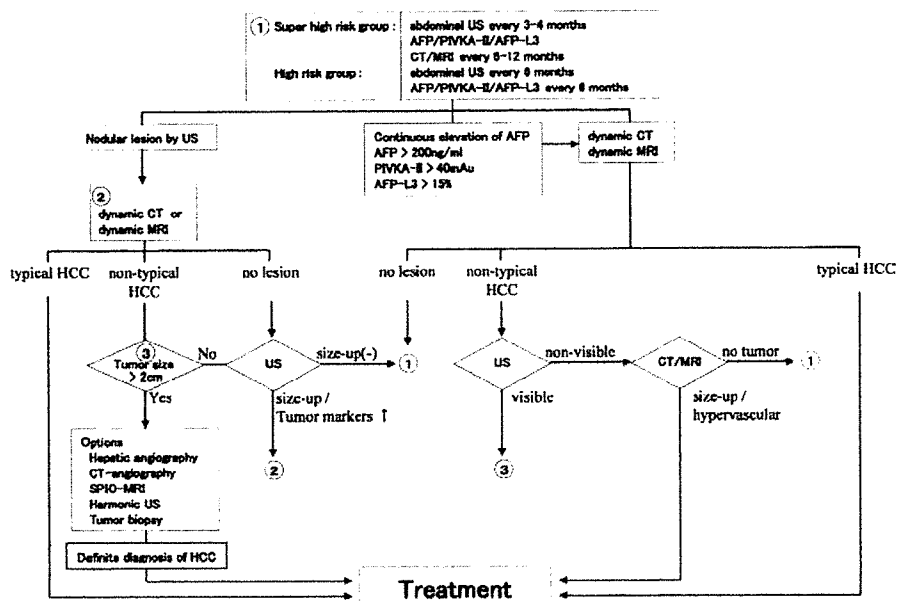 ① Super high risk group : abdominal US every 3-4 months
AFP/PIVKA-II/AFP-L3
CT/MRI every 6-12 months
High risk group : abdominal US every 6 months
AFP/PIVKA-II/AFP-L3 every 6 months
Nodular lesion by US
Continuous elevation of AFP
AFP > 200ng/ml
PIVKA-II > 40mAu
AFP-L3 > 15%
dynamic CT
dynamic MRI
②
dynamic CT or
dynamic MRI
typical HCC
non-typical
HCC
no lesion
no lesion
non-typical
HCC
typical HCC
③
Tumor size
> 2cm
No
US
size-up(-)
①
US
non-visible
CT/MRI
no tumor
①
Yes
size-up /
Tumor markers ↑
visible
size-up /
hypervascular
②
③
Options
Hepatic angiography
CT-angiography
SPIO-MRI
Harmonic US
Tumor biopsy
Definite diagnosis of HCC
Treatment